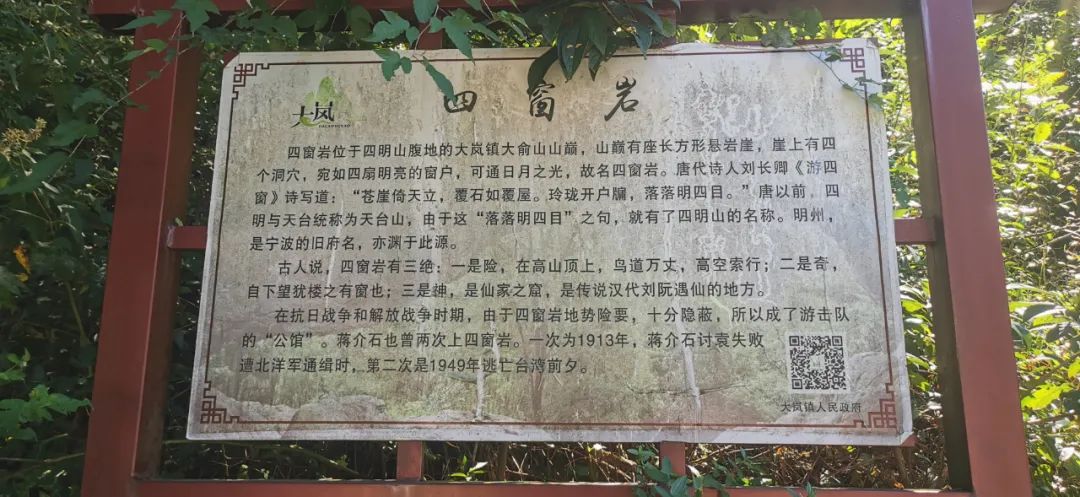 大岚
四窗岩
四窗岩位于四明山腹地的大岚镇大俞山山巅，山巅有座长方形悬岩崖，崖上有四
个洞穴，宛如四扇明亮的窗户，可通日月之光，故名四窗岩。唐代诗人刘长卿《游四
窗》诗写道：“苍崖倚天立，覆石如覆屋。玲珑开户牖，落落明四目。”唐以前，四
明与天台统称为天台山，由于这“落落明四目”之句，就有了四明山的名称。明州，
是宁波的旧府名，亦渊于此源。
古人说，四窗岩有三绝：一是险，在高山顶上，鸟道万丈，高空索行；二是奇，
自下望犹楼之有窗也；三是神，是仙家之窟，是传说汉代刘阮遇仙的地方。
在抗日战争和解放战争时期，由于四窗岩地势险要，十分隐蔽，所以成了游击队
的“公馆”。蒋介石也曾两次上四窗岩。一次为1913年，蒋介石讨袁失败
遭北洋军通缉时，第二次是1949年逃亡台湾前夕。
大岚镇人民政府